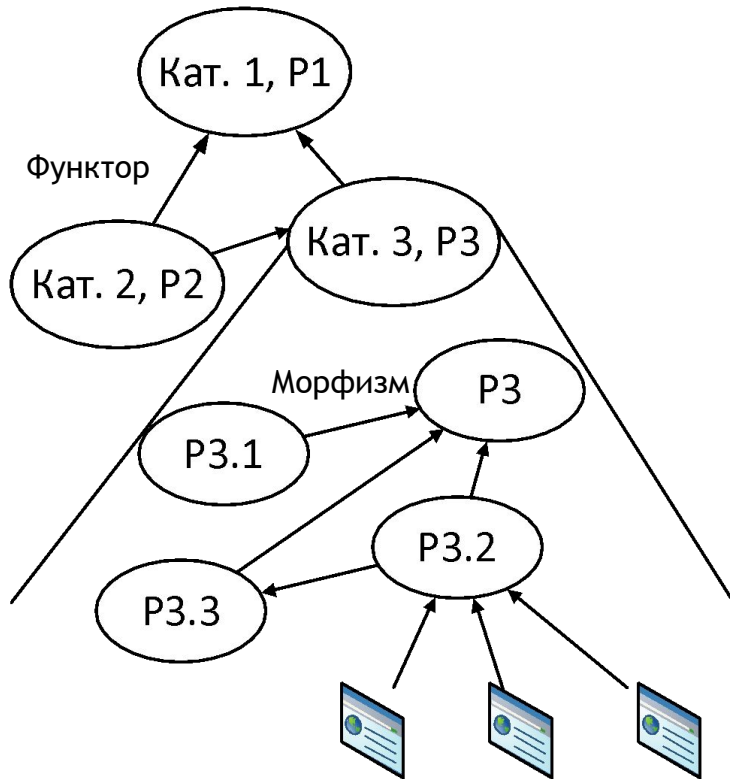 Кат. 1, Р1
Функтор
Кат. 3, Р3
Кат. 2, Р2
Морфизм
Р3
Р3.1
Р3.2
Р3.3